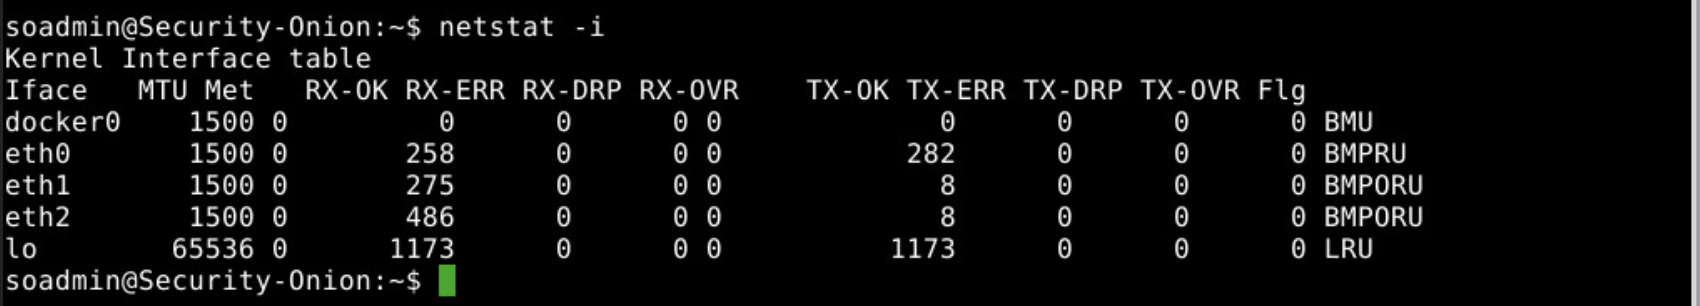 soadmin@Security-Onion:~$ netstat -i
Kernel Interface table
Iface   MTU Met   RX-OK RX-ERR RX-DRP RX-OVR    TX-OK TX-ERR TX-DRP TX-OVR Flg
docker0    1500 0         0      0      0 0             0      0      0      0 BMU
eth0       1500 0       258      0      0 0           282      0      0      0 BMPRU
eth1       1500 0       275      0      0 0             8      0      0      0 BMPORU
eth2       1500 0       486      0      0 0             8      0      0      0 BMPORU
lo        65536 0      1173      0      0 0          1173      0      0      0 LRU
soadmin@Security-Onion:~$